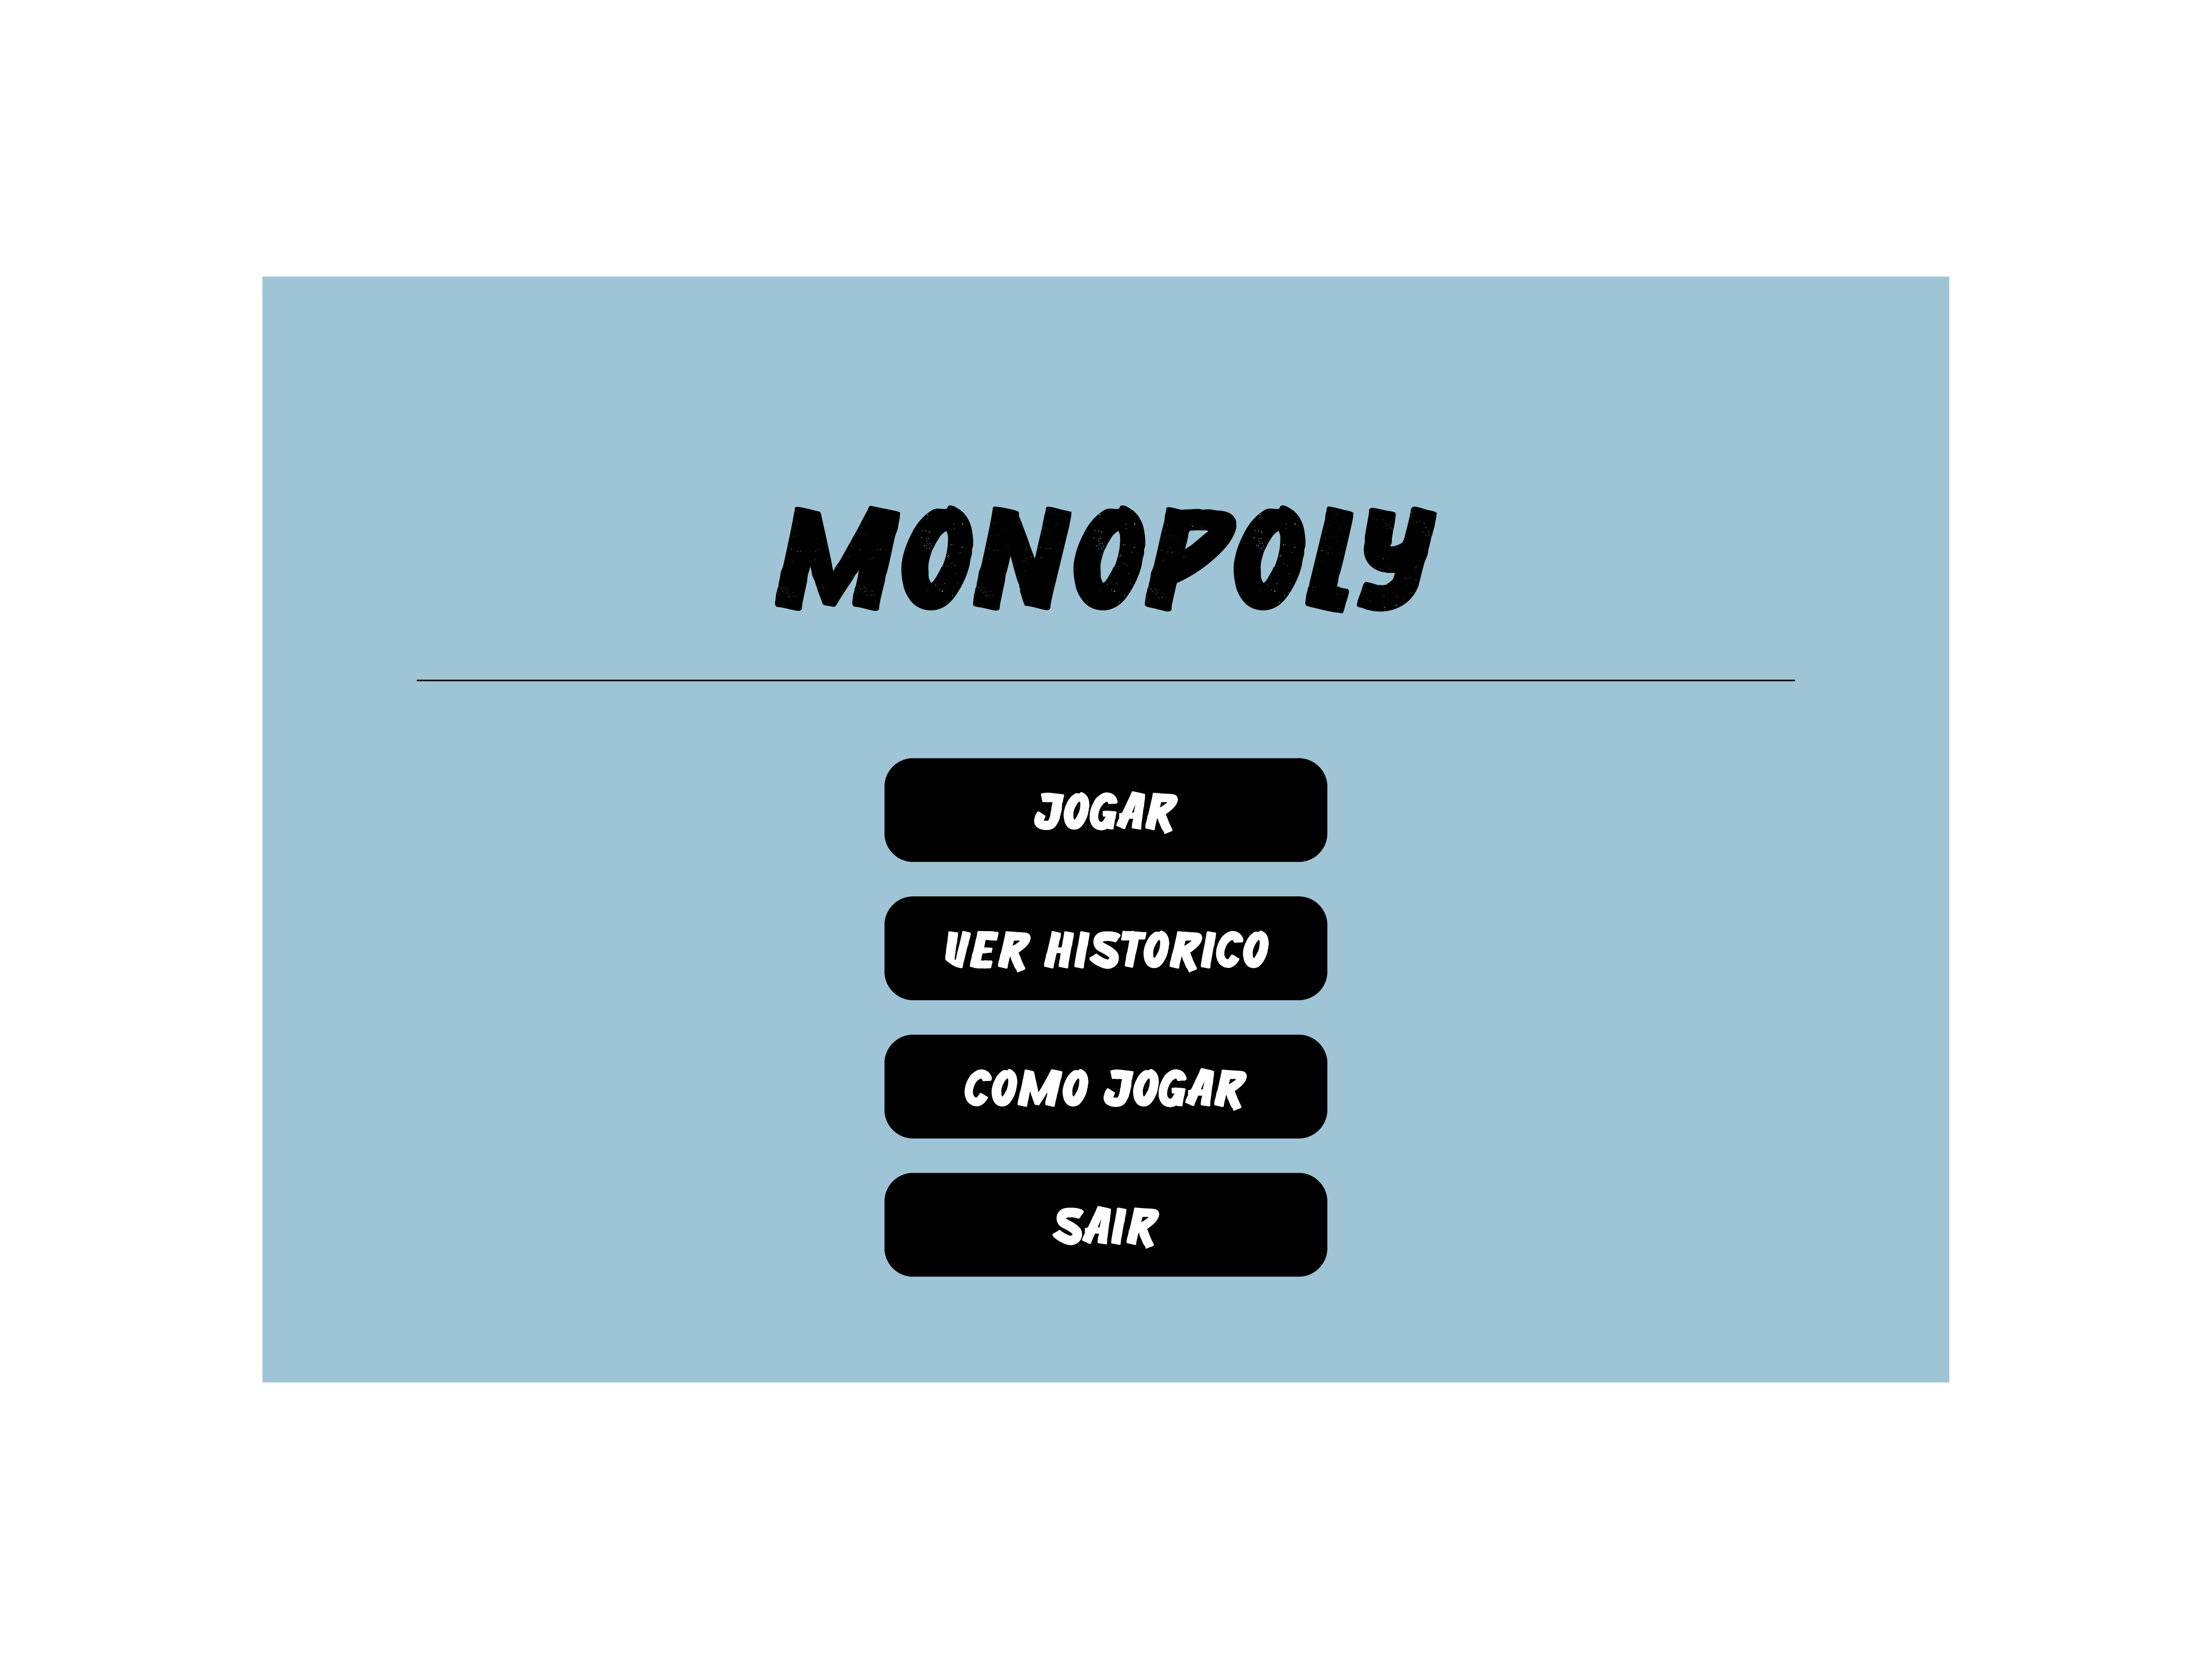 MONOPOLY
JOGAR
VER HISTORICO
COMO JOGAR
SAIR